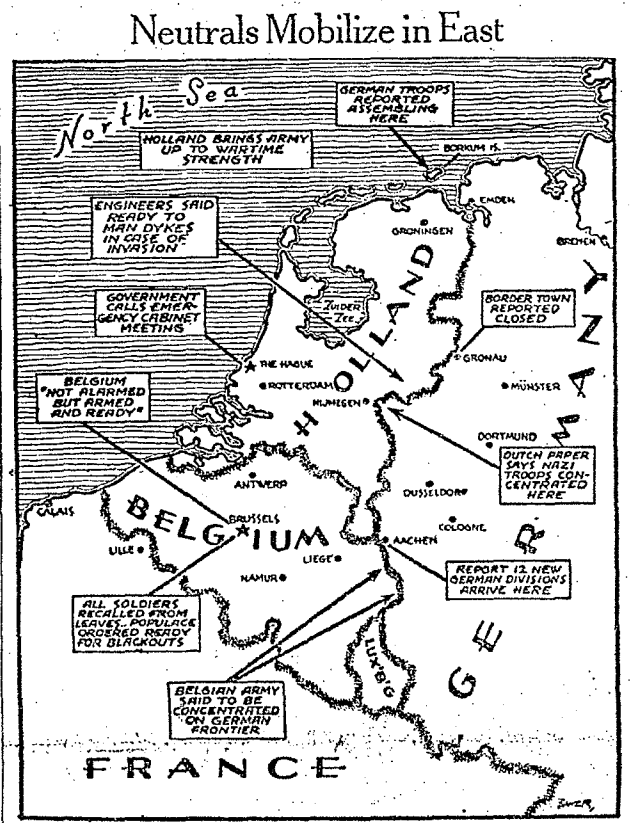 Neutrals Mobilize in East
North Sea
GERMAN TROOPS
REPORTED
ASSEMBLING
HERE
HOLLAND BRINGS ARMY
UP TO WARTIME
STRENGTH
BORKUM IS.
ENGINEERS SAID
READY TO
MAN DYKES
IN CASE OF
INVASION
EMDEN
GRONINGEN
BREMEN
GOVERNMENT
CALLS EMER-
GENCY CABINET
MEETING
ZUIDER
ZEE
BORDER TOWN
REPORTED
CLOSED
HOLLAND
GERMANY
THE HAGUE
GRONAU
ROTTERDAM
NIJMEGEN
MÜNSTER
BELGIUM
"NOT ALARMED
BUT ARMED
AND READY"
DORTMUND
DUTCH PAPER
SAYS NAZI
TROOPS CON-
CENTRATED
HERE
ANTWERP
DUSSELDORF
CALAIS
BELGIUM
BRUSSELS
COLOGNE
AACHEN
LILLE
LIEGE
NAMUR
REPORT 12 NEW
GERMAN DIVISIONS
ARRIVE HERE
ALL SOLDIERS
RECALLED FROM
LEAVES.. POPULACE
ORDERED READY
FOR BLACKOUTS
LUX'B'G
BELGIAN ARMY
SAID TO BE
CONCENTRATED
ON GERMAN
FRONTIER
FRANCE